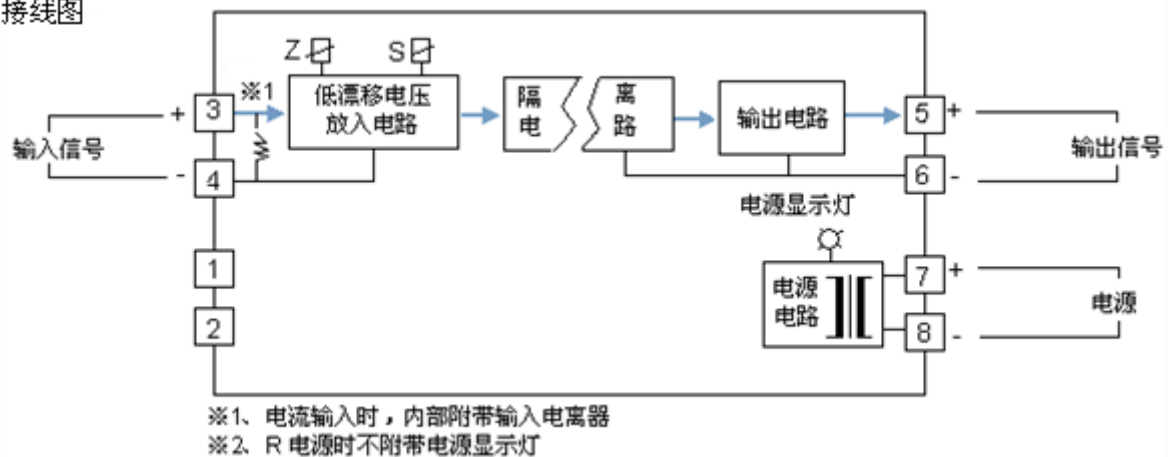 接线图
Z
S
※1
低漂移电压
放入电路
隔 离
电 路
输出电路
+ 3
5 +
输入信号
输出信号
- 4
6 -
电源显示灯
1
2
电源
电路
7 +
电源
8 -
※1、电流输入时，内部附带输入电离器
※2、R 电源时不附带电源显示灯